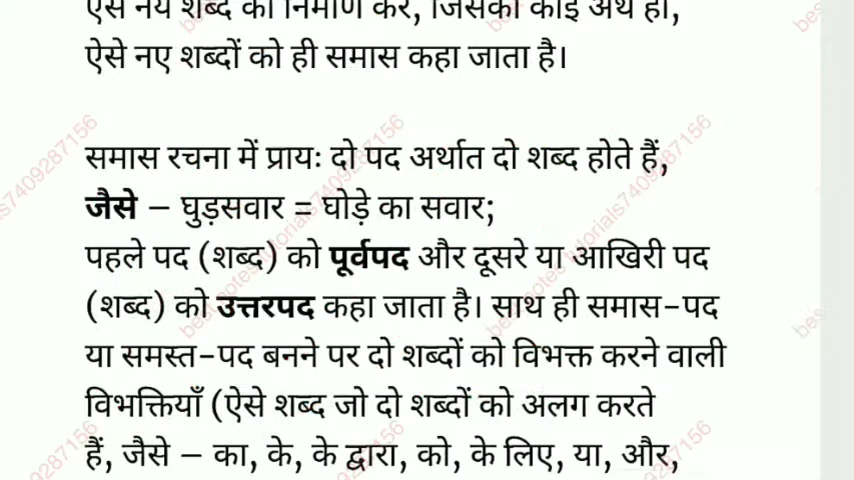 ऐसे नये शब्द का निर्माण करे, जिसका कोई अर्थ हो,
ऐसे नए शब्दों को ही समास कहा जाता है।
समास रचना में प्रायः दो पद अर्थात दो शब्द होते हैं,
जैसे – घुड़सवार = घोड़े का सवार;
पहले पद (शब्द) को पूर्वपद और दूसरे या आखिरी पद
(शब्द) को उत्तरपद कहा जाता है। साथ ही समास-पद
या समस्त-पद बनने पर दो शब्दों को विभक्त करने वाली
विभक्तियाँ (ऐसे शब्द जो दो शब्दों को अलग करते
हैं, जैसे – का, के, के द्वारा, को, के लिए, या, और,